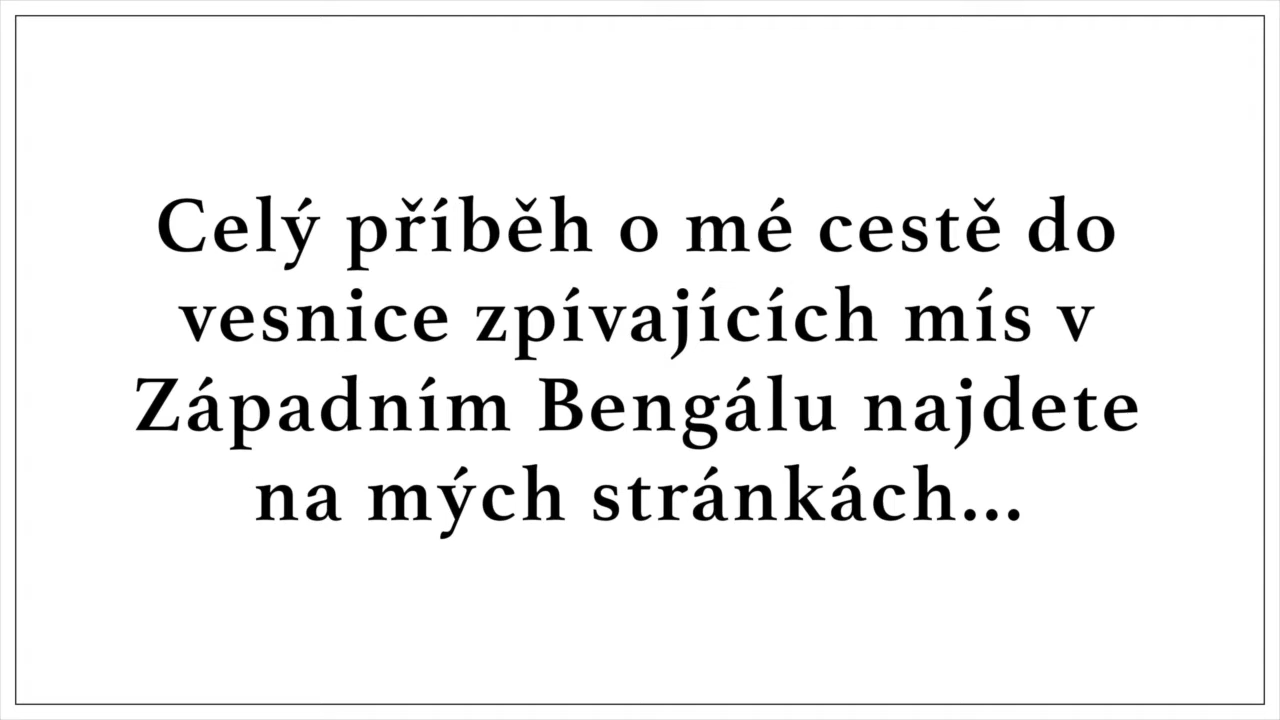 Celý příběh o mé cestě do
vesnice zpívajících mís v
Západním Bengálu najdete
na mých stránkách...